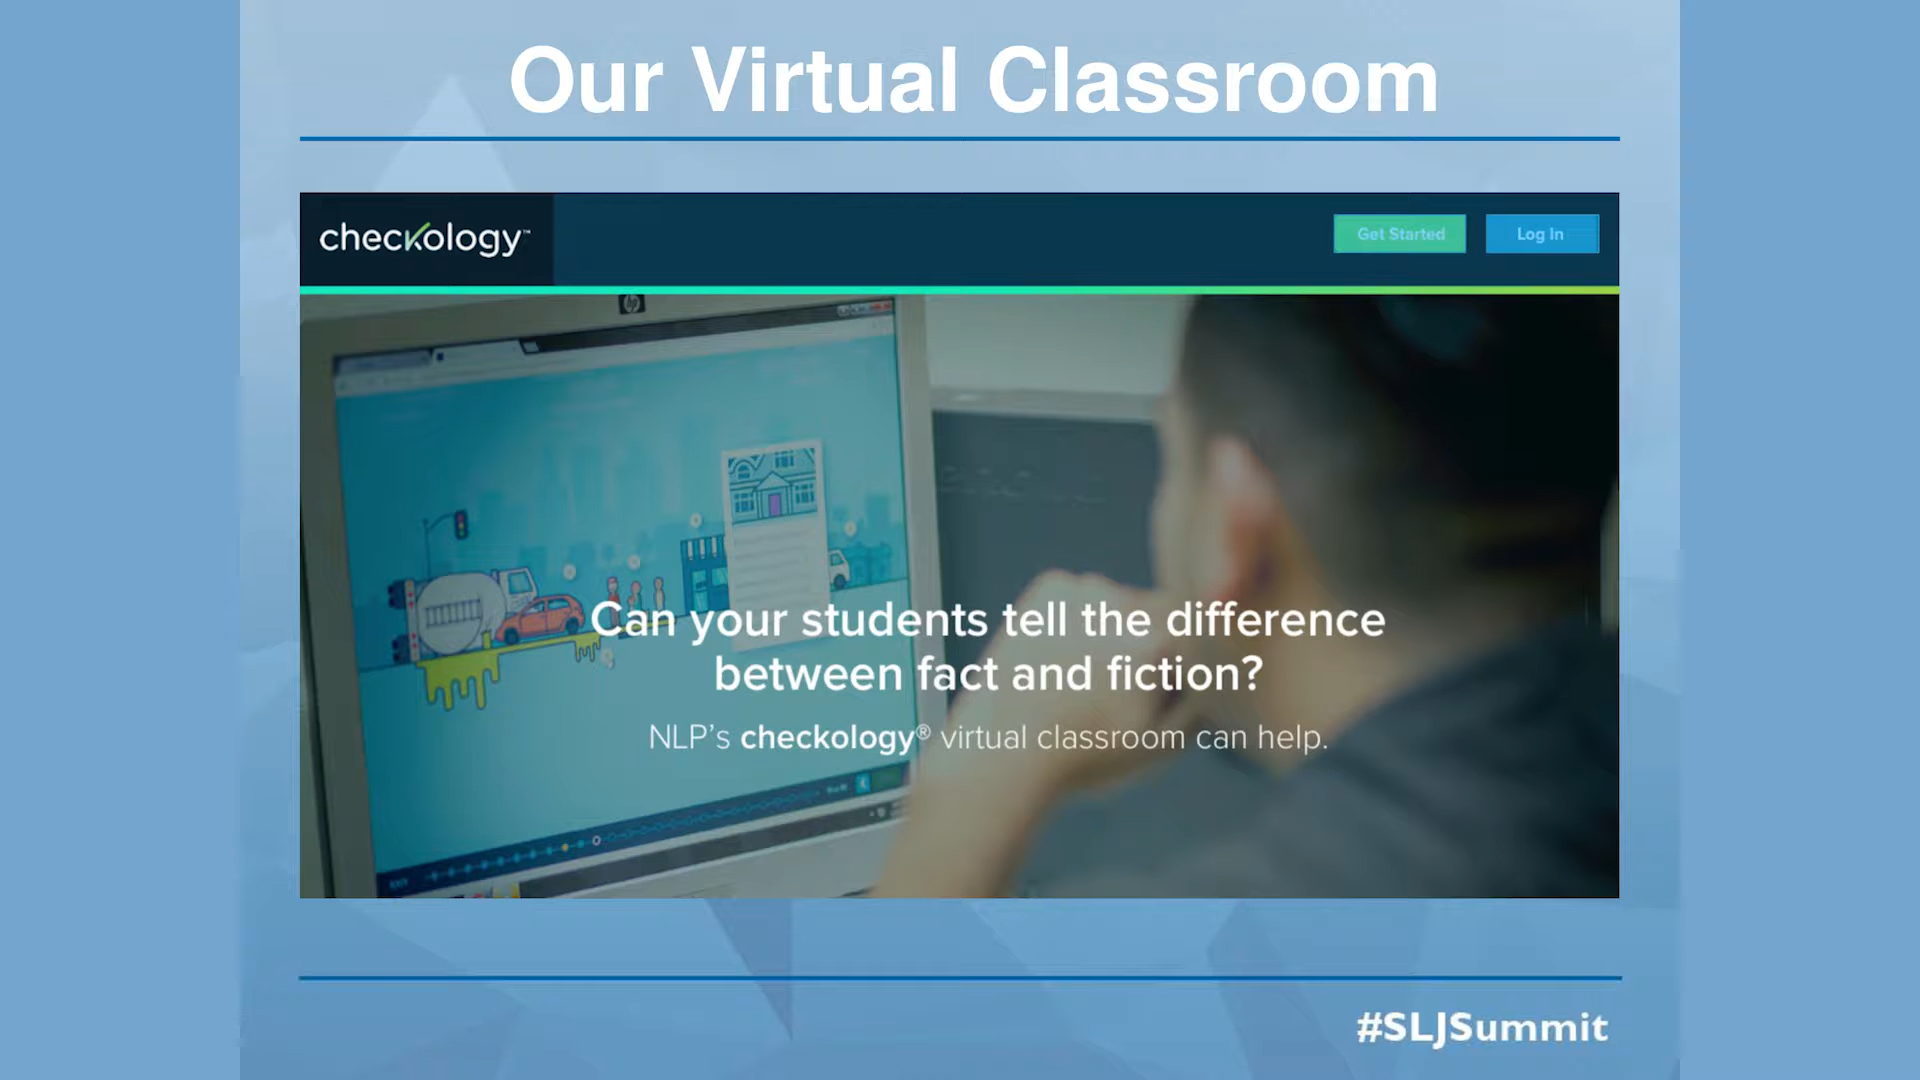 Our Virtual Classroom
checkology™
Get Started
Log In
hp
Can your students tell the difference
between fact and fiction?
NLP's checkology® virtual classroom can help.
#SLJSummit